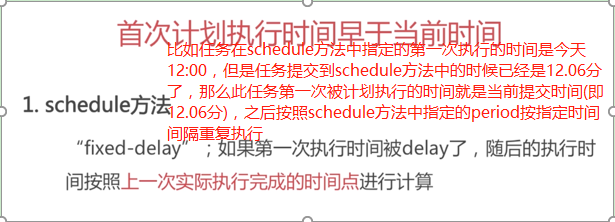 首次计划执行时间早于当前时间
比如任务在schedule方法中指定的第一次执行的时间是今天
12:00，但是任务提交到schedule方法中的时候已经是12.06分
了，那么此任务第一次被计划执行的时间就是当前提交时间(即
12.06分)，之后按照schedule方法中指定的period按指定时间
间隔重复执行。
1. schedule方法
“fixed-delay”；如果第一次执行时间被delay了，随后的执行时
间按照上一次实际执行完成的时间点进行计算